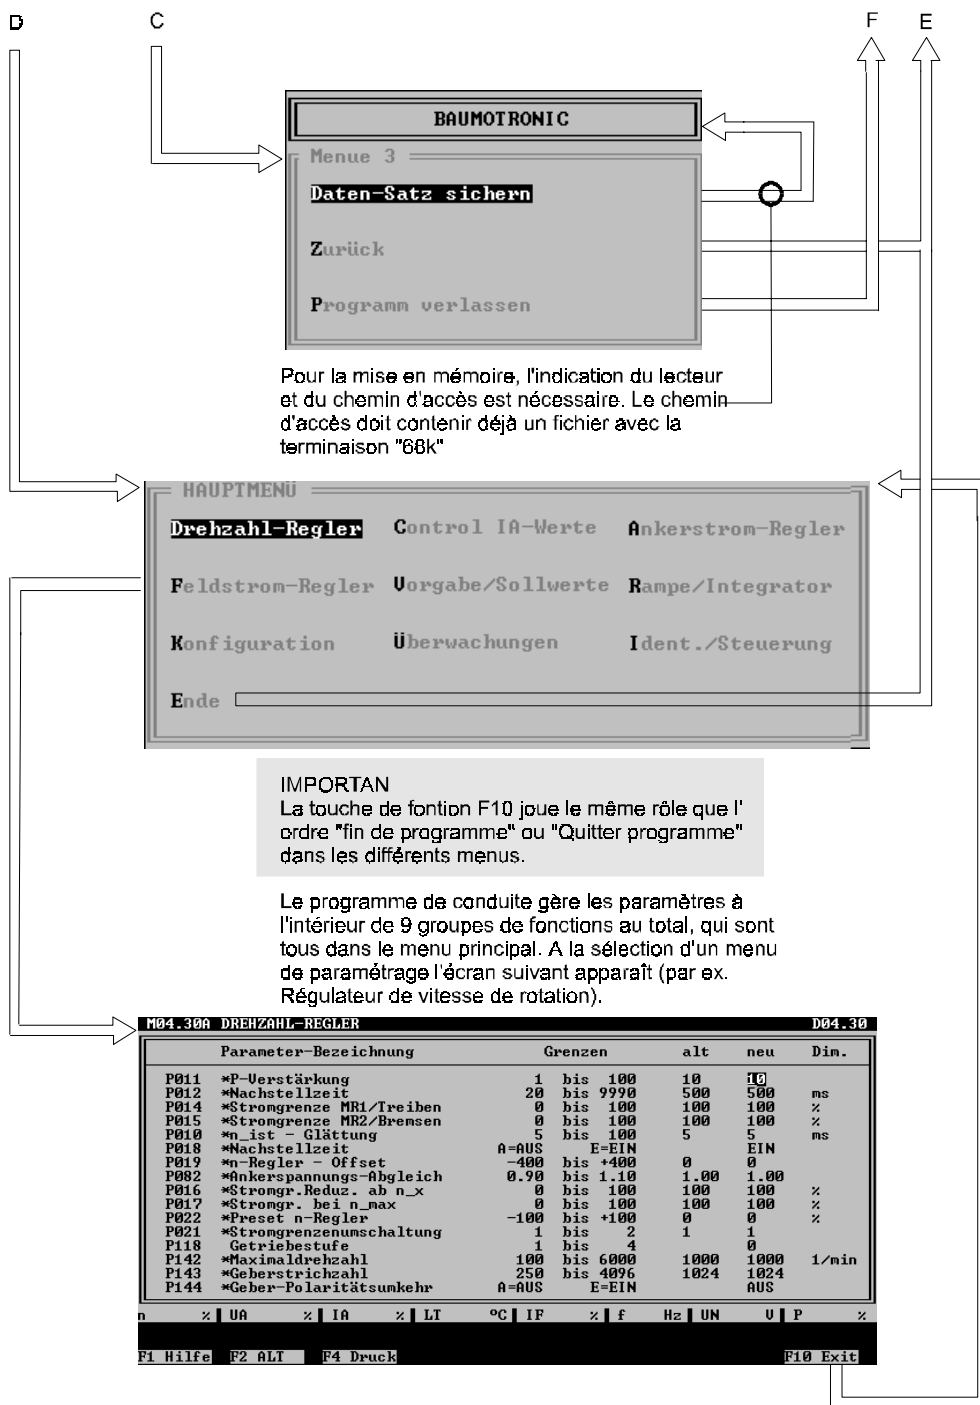 D C F E
BAUMOTRONIC
Menue 3
Daten-Satz sichern
Zurück
Programm verlassen
Pour la mise en mémoire, l'indication du lecteur
et du chemin d'accès est nécessaire. Le chemin
d'accès doit contenir déjà un fichier avec la
terminaison "68k"
HAUPTMENÜ
Drehzahl-Regler Control IA-Werte Ankerstrom-Regler
Feldstrom-Regler Vorgabe/Sollwerte Rampe/Integrator
Konfiguration Überwachungen Ident./Steuerung
Ende
IMPORTAN
La touche de fontion F10 joue le même rôle que l'
ordre "fin de programme" ou "Quitter programme"
dans les différents menus.
Le programme de conduite gère les paramètres à
l'intérieur de 9 groupes de fonctions au total, qui sont
tous dans le menu principal. A la sélection d'un menu
de paramétrage l'écran suivant apparaît (par ex.
Régulateur de vitesse de rotation).
M04.30A DREHZAHL-REGLER D04.30
Parameter-Bezeichnung Grenzen alt neu Dim.
P011 *P-Verstärkung 1 bis 100 10 10
P012 *Nachstellzeit 20 bis 9990 500 500 ms
P014 *Stromgrenze MR1/Treiben 0 bis 100 100 100 %
P015 *Stromgrenze MR2/Bremsen 0 bis 100 100 100 %
P010 *n_ist - Glättung 5 bis 100 5 5 ms
P018 *Nachstellzeit A=AUS E=EIN EIN
P019 *n-Regler - Offset -400 bis +400 0 0
P082 *Ankerspannungs-Abgleich 0.90 bis 1.10 1.00 1.00
P016 *Stromgr.Reduz. ab n_x 0 bis 100 100 100 %
P017 *Stromgr. bei n_max 0 bis 100 100 100 %
P022 *Preset n-Regler -100 bis +100 0 0 %
P021 *Stromgrenzenumschaltung 1 bis 2 1 1
P118 Getriebestufe 1 bis 4 0
P142 *Maximaldrehzahl 100 bis 6000 1000 1000 1/min
P143 *Geberstrichzahl 250 bis 4096 1024 1024
P144 *Geber-Polaritätsumkehr A=AUS E=EIN AUS
n % UA % IA % LT ºC IF % f Hz UN V P %
F1 Hilfe F2 ALT F4 Druck F10 Exit